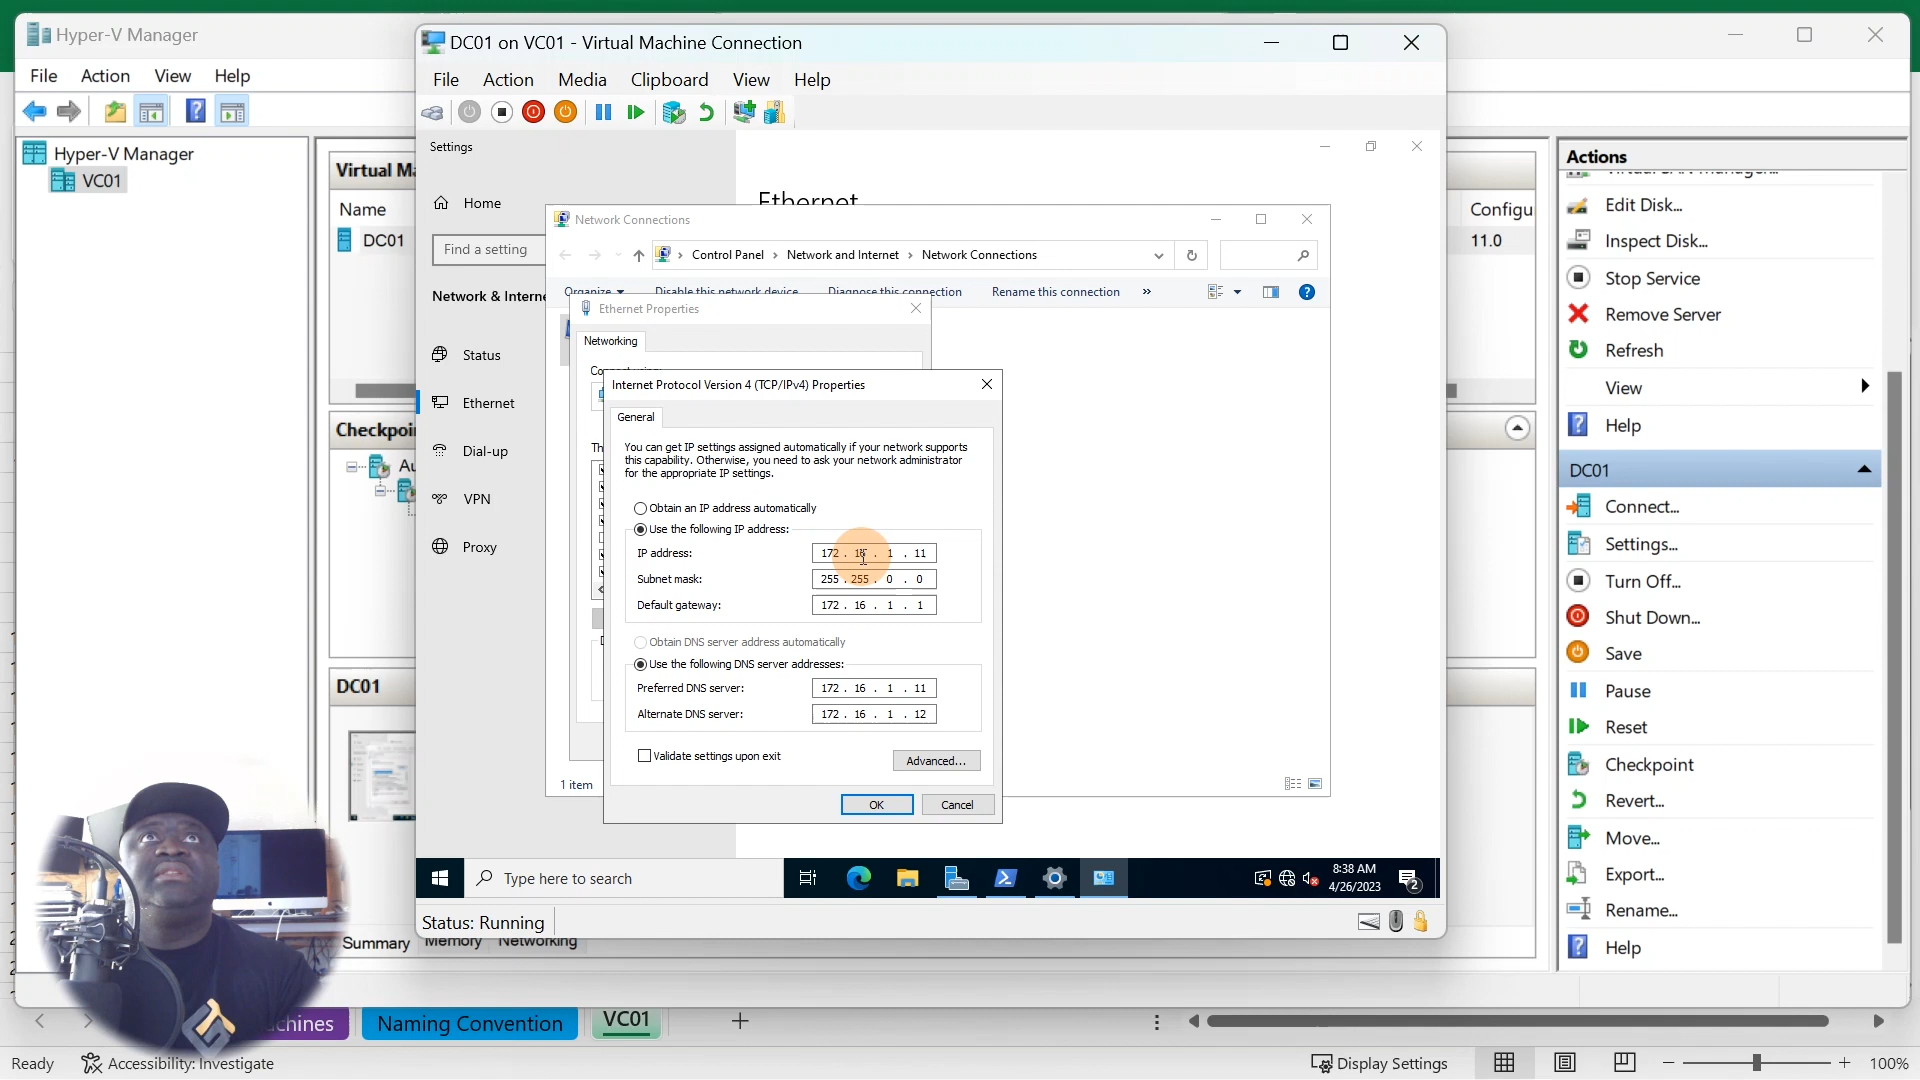 Hyper-V Manager
File Action View Help
Hyper-V Manager
VC01
Virtual
Name
DC01
Configu
11.0
DC01
Summary Memory Networking
DC01 on VC01 - Virtual Machine Connection
File Action Media Clipboard View Help
Settings
Home
Find a setting
Status
Ethernet
Dial-up
VPN
Proxy
Ethernet
Network Connections
Control Panel › Network and Internet › Network Connections
Organize Disable this network device Diagnose this connection Rename this connection »
1 item
Ethernet Properties
Networking
Internet Protocol Version 4 (TCP/IPv4) Properties
General
You can get IP settings assigned automatically if your network supports
this capability. Otherwise, you need to ask your network administrator
for the appropriate IP settings.
Obtain an IP address automatically
Use the following IP address:
IP address: 172 . . 1 . 11
Subnet mask: 255 . 255 . 0 . 0
Default gateway: 172 . 16 . 1 . 1
Obtain DNS server address automatically
Use the following DNS server addresses:
Preferred DNS server: 172 . 16 . 1 . 11
Alternate DNS server: 172 . 16 . 1 . 12
Validate settings upon exit
Advanced...
OK Cancel
Type here to search
8:38 AM
4/26/2023
2
Status: Running
Actions
Edit Disk...
Inspect Disk...
Stop Service
Remove Server
Refresh
View
Help
DC01
Connect...
Settings...
Turn Off...
Shut Down...
Save
Pause
Reset
Checkpoint
Revert...
Move...
Export...
Rename...
Help
Naming Convention VC01
Ready Accessibility: Investigate
Display Settings
100%